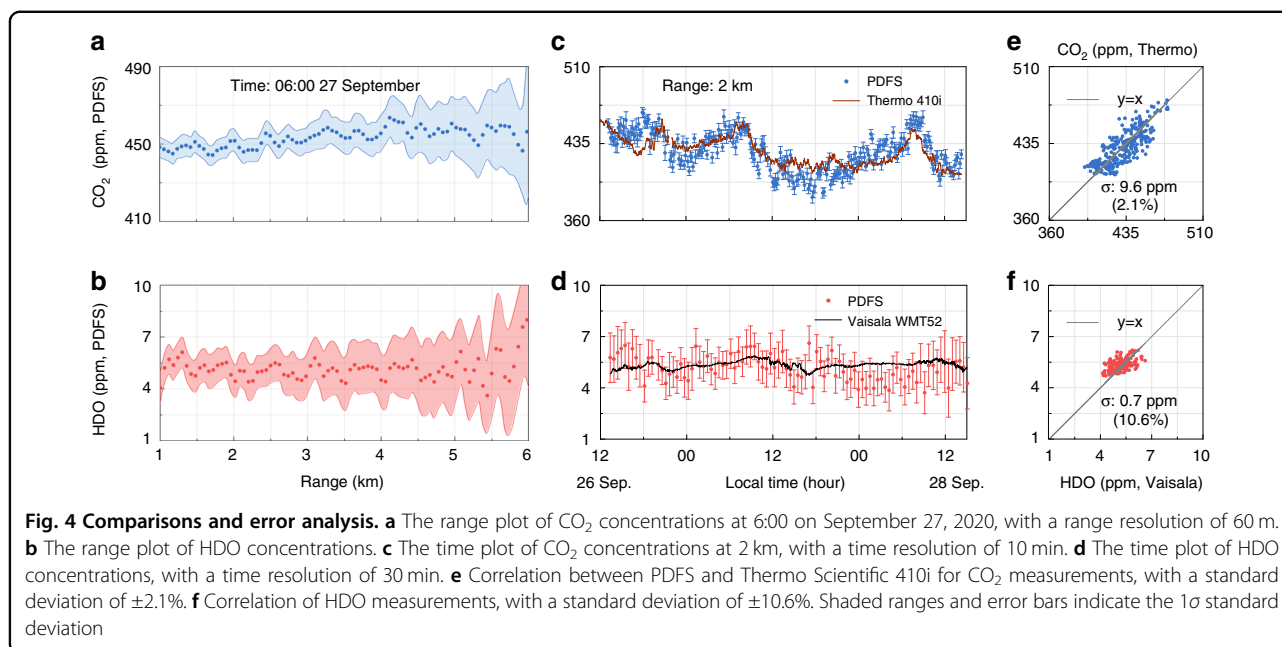 a
490
450
410
CO2 (ppm, PDFS)
Time: 06:00 27 September
c
510
435
360
Range: 2 km
PDFS
Thermo 410i
e
CO2 (ppm, Thermo)
510
435
360
y=x
σ: 9.6 ppm
(2.1%)
360 435 510
b
10
7
4
1
HDO (ppm, PDFS)
1 2 3 4 5 6
Range (km)
d
10
7
4
1
PDFS
Vaisala WMT52
12 00 12 00 12
26 Sep. Local time (hour) 28 Sep.
f
10
7
4
1
y=x
σ: 0.7 ppm
(10.6%)
1 4 7 10
HDO (ppm, Vaisala)
Fig. 4 Comparisons and error analysis. a The range plot of CO2 concentrations at 6:00 on September 27, 2020, with a range resolution of 60 m.
b The range plot of HDO concentrations. c The time plot of CO2 concentrations at 2 km, with a time resolution of 10 min. d The time plot of HDO
concentrations, with a time resolution of 30 min. e Correlation between PDFS and Thermo Scientific 410i for CO2 measurements, with a standard
deviation of ±2.1%. f Correlation of HDO measurements, with a standard deviation of ±10.6%. Shaded ranges and error bars indicate the 1σ standard
deviation